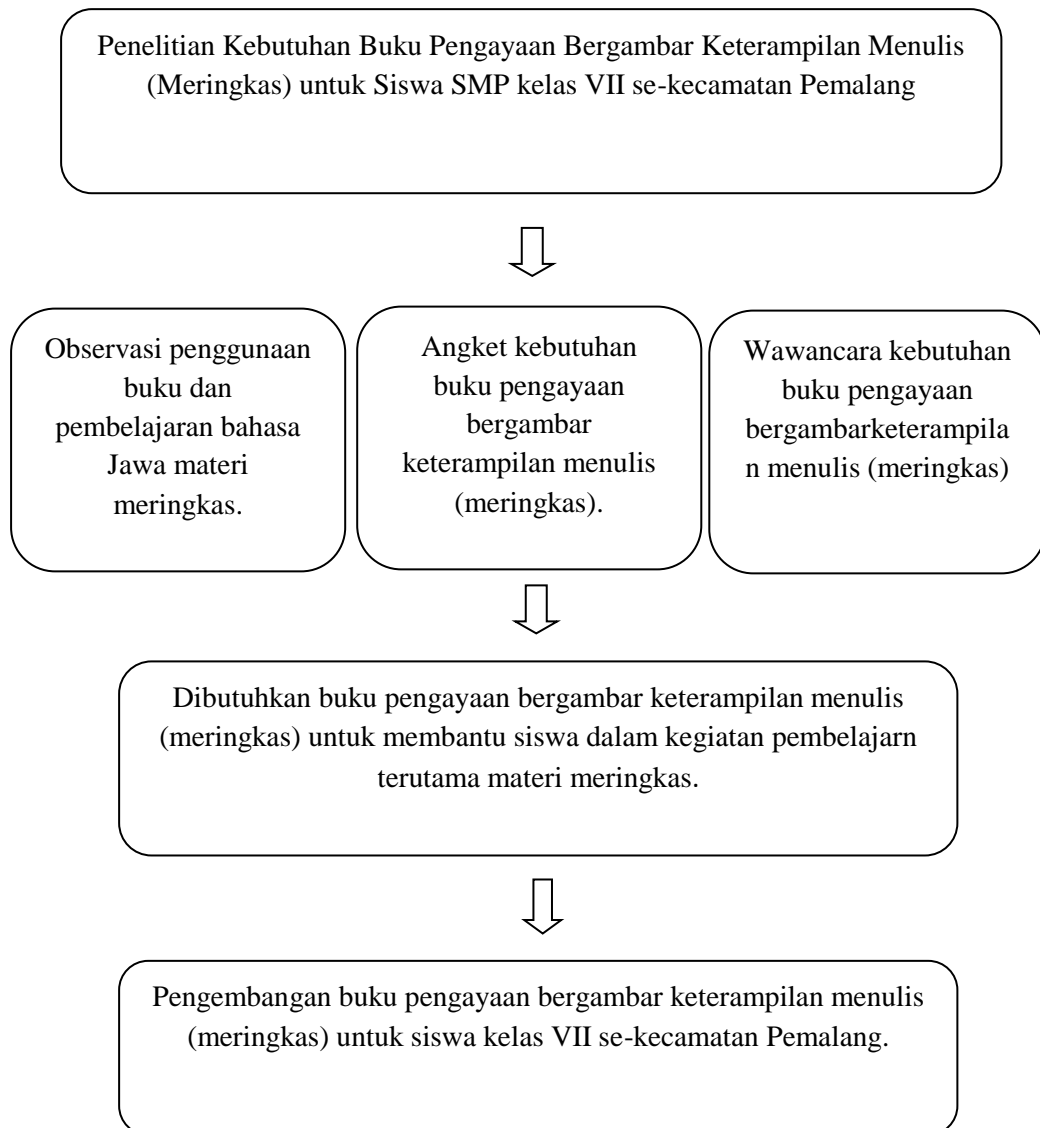 Penelitian Kebutuhan Buku Pengayaan Bergambar Keterampilan Menulis
(Meringkas) untuk Siswa SMP kelas VII se-kecamatan Pemalang
Observasi penggunaan
buku dan
pembelajaran bahasa
Jawa materi
meringkas.
Angket kebutuhan
buku pengayaan
bergambar
keterampilan menulis
(meringkas).
Wawancara kebutuhan
buku pengayaan
bergambarketerampila
n menulis (meringkas)
Dibutuhkan buku pengayaan bergambar keterampilan menulis
(meringkas) untuk membantu siswa dalam kegiatan pembelajarn
terutama materi meringkas.
Pengembangan buku pengayaan bergambar keterampilan menulis
(meringkas) untuk siswa kelas VII se-kecamatan Pemalang.